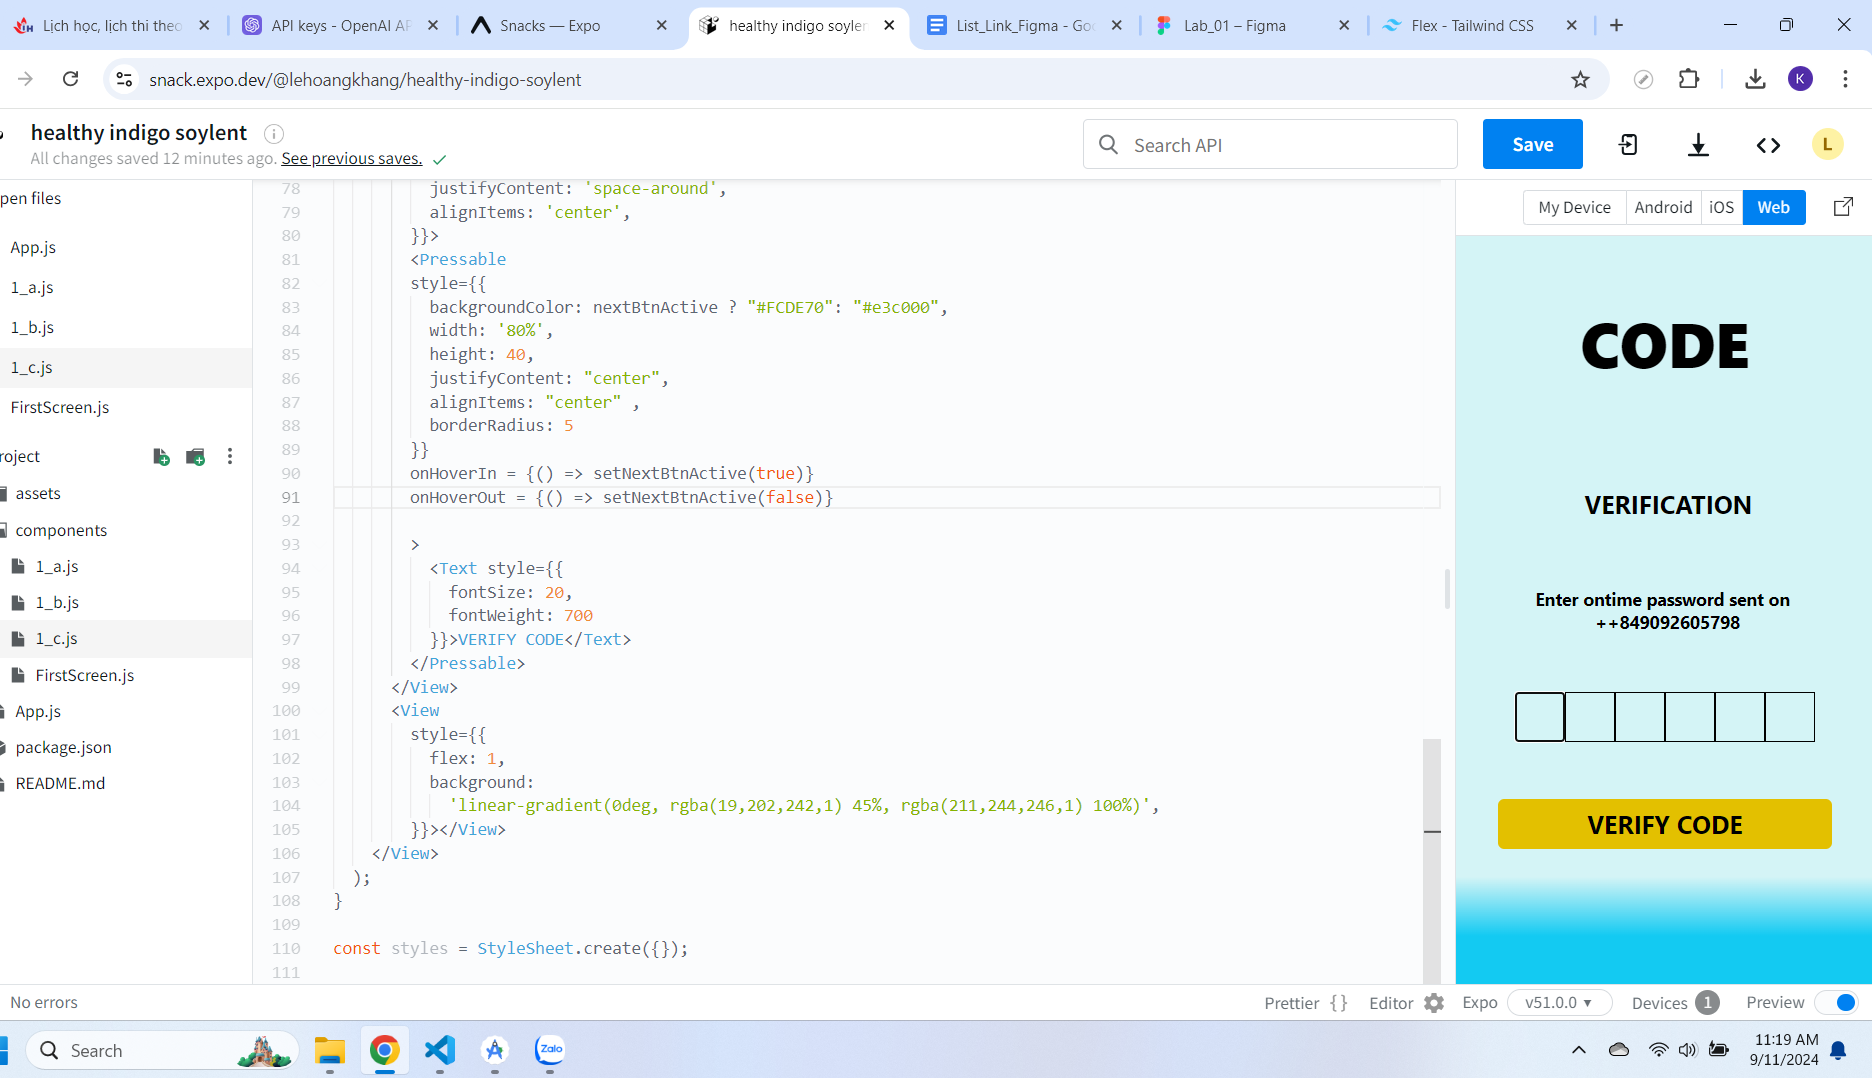 Lịch học, lịch thi theo
API keys - OpenAI AP
Snacks — Expo
healthy indigo soylen
List_Link_Figma - Goo
Lab_01 – Figma
Flex - Tailwind CSS
snack.expo.dev/@lehoangkhang/healthy-indigo-soylent
K
healthy indigo soylent
All changes saved 12 minutes ago. See previous saves.
Search API
Save
L
pen files
App.js
1_a.js
1_b.js
1_c.js
FirstScreen.js
roject
assets
components
1_a.js
1_b.js
1_c.js
FirstScreen.js
App.js
package.json
README.md
78 justifyContent: 'space-around',
79 alignItems: 'center',
80 }}>
81 <Pressable
82 style={{
83 backgroundColor: nextBtnActive ? "#FCDE70": "#e3c000",
84 width: '80%',
85 height: 40,
86 justifyContent: "center",
87 alignItems: "center" ,
88 borderRadius: 5
89 }}
90 onHoverIn = {() => setNextBtnActive(true)}
91 onHoverOut = {() => setNextBtnActive(false)}
92
93 >
94 <Text style={{
95 fontSize: 20,
96 fontWeight: 700
97 }}>VERIFY CODE</Text>
98 </Pressable>
99 </View>
100 <View
101 style={{
102 flex: 1,
103 background:
104 'linear-gradient(0deg, rgba(19,202,242,1) 45%, rgba(211,244,246,1) 100%)',
105 }}></View>
106 </View>
107 );
108 }
109
110 const styles = StyleSheet.create({});
111
My Device
Android
iOS
Web
CODE
VERIFICATION
Enter ontime password sent on
++849092605798
VERIFY CODE
No errors
Prettier { }
Editor
Expo
v51.0.0 ▾
Devices 1
Preview
Search
Zalo
11:19 AM
9/11/2024